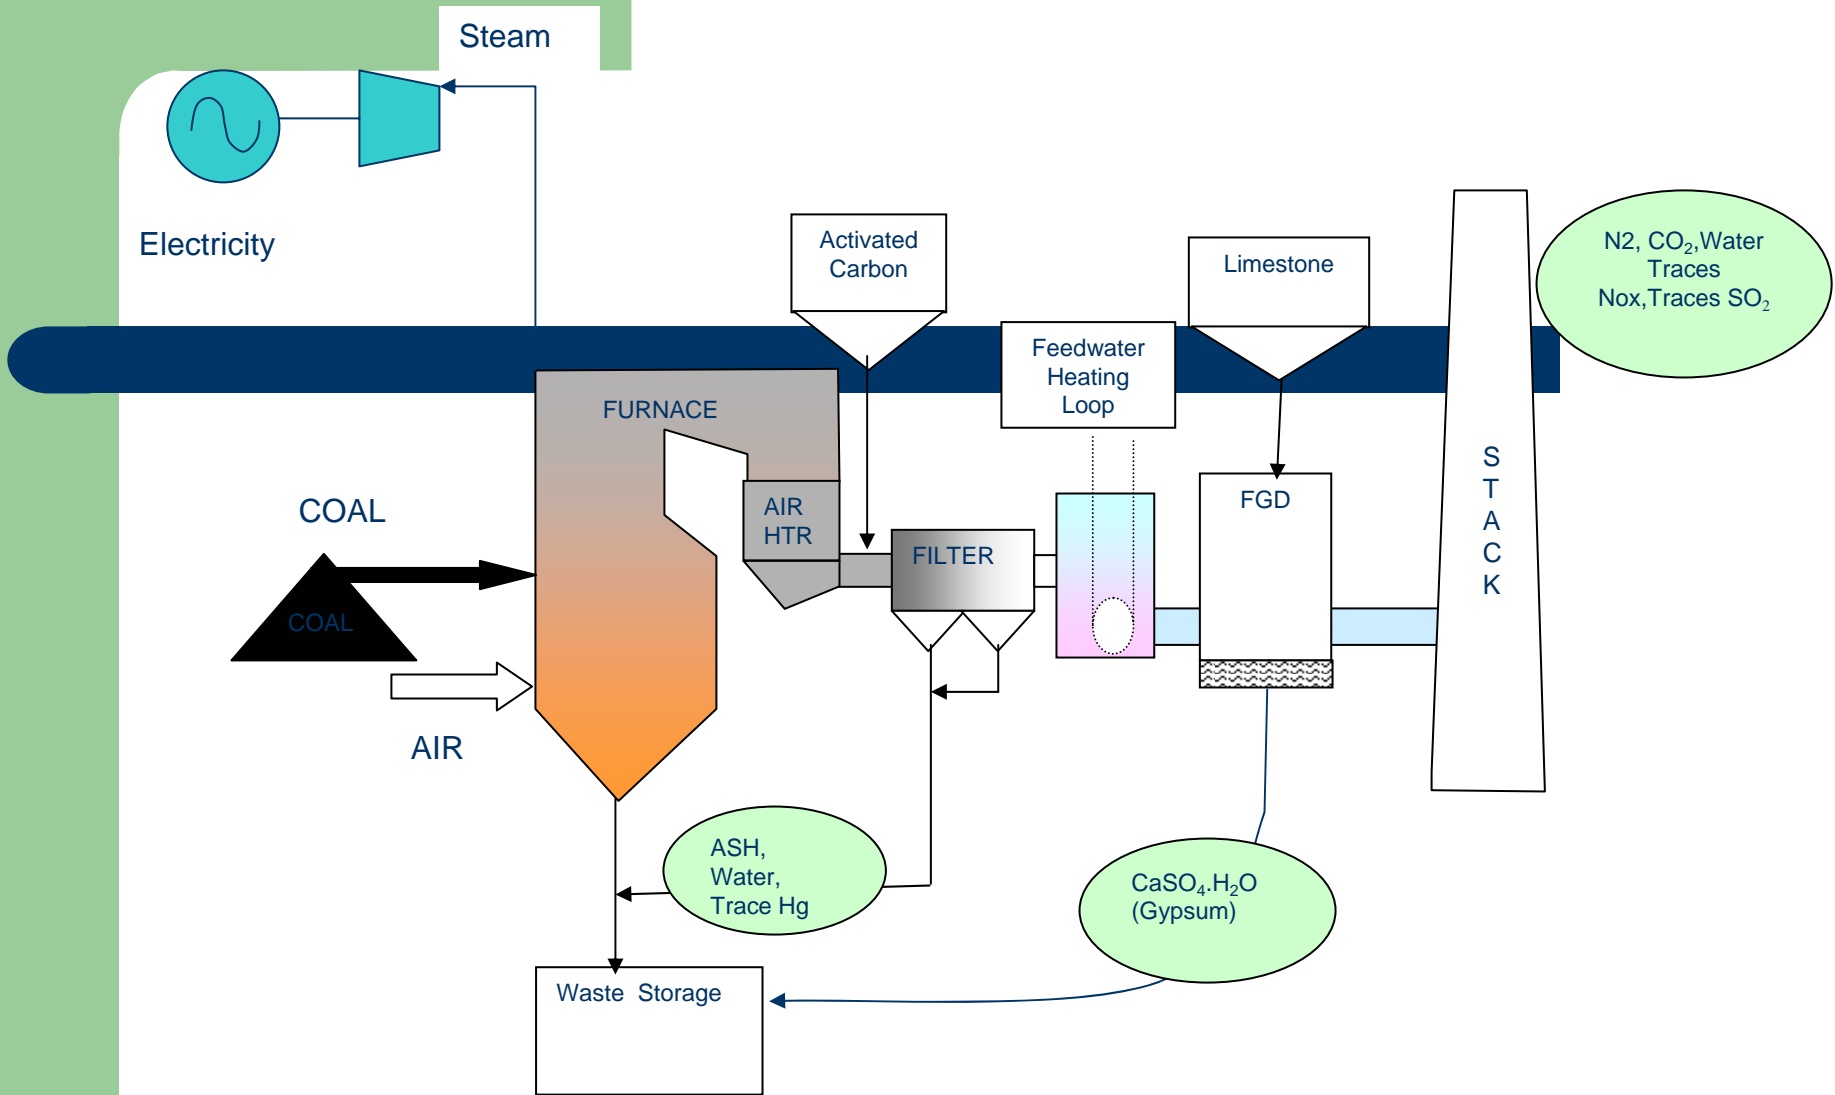 Steam
Electricity
Activated
Carbon
Limestone
N2, CO₂,Water
Traces
Nox,Traces SO₂
Feedwater
Heating
Loop
FURNACE
COAL
AIR
HTR
FILTER
FGD
S
T
A
C
K
COAL
AIR
ASH,
Water,
Trace Hg
CaSO₄.H₂O
(Gypsum)
Waste Storage